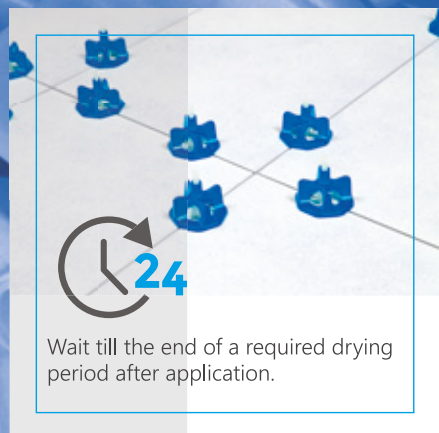 24
Wait till the end of a required drying
period after application.